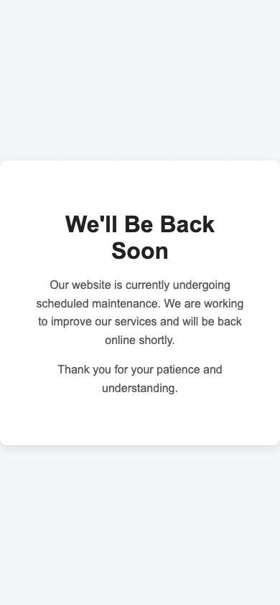 We'll Be Back
Soon
Our website is currently undergoing
scheduled maintenance. We are working
to improve our services and will be back
online shortly.
Thank you for your patience and
understanding.